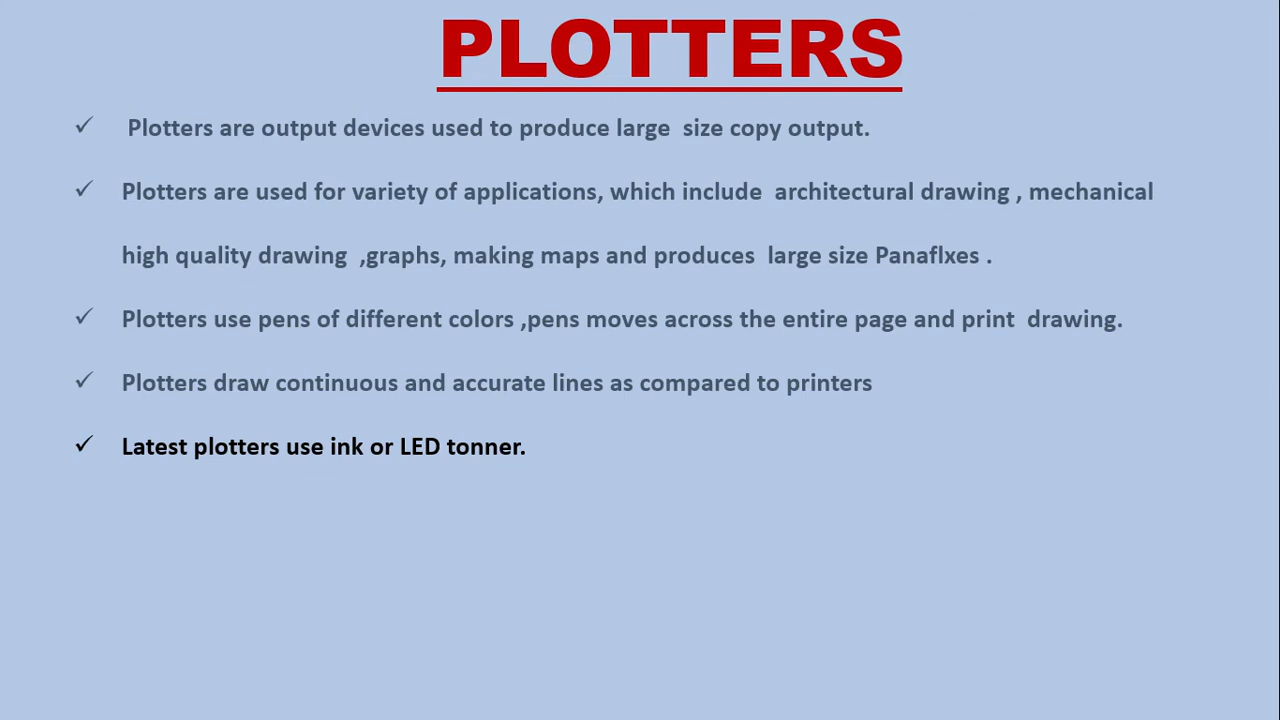 PLOTTERS
✓ Plotters are output devices used to produce large size copy output.
✓ Plotters are used for variety of applications, which include architectural drawing , mechanical
high quality drawing ,graphs, making maps and produces large size Panaflxes .
✓ Plotters use pens of different colors ,pens moves across the entire page and print drawing.
✓ Plotters draw continuous and accurate lines as compared to printers
✓ Latest plotters use ink or LED tonner.